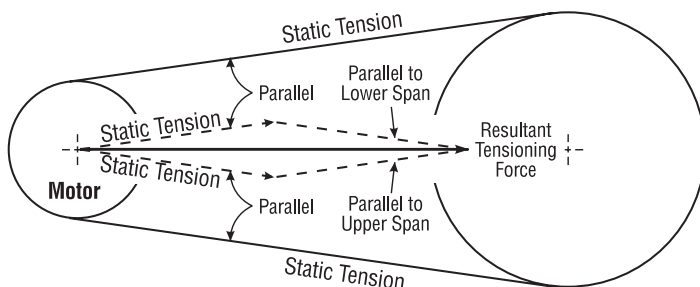 Static Tension
Parallel
Parallel to
Lower Span
Static Tension
Resultant
Tensioning
Force
Motor
Static Tension
Parallel
Parallel to
Upper Span
Static Tension